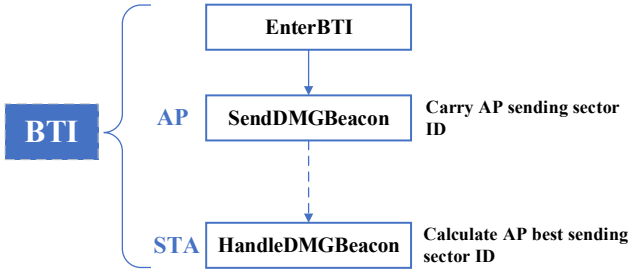 EnterBTI
BTI
AP
SendDMGBeacon
Carry AP sending sector
ID
STA
HandleDMGBeacon
Calculate AP best sending
sector ID